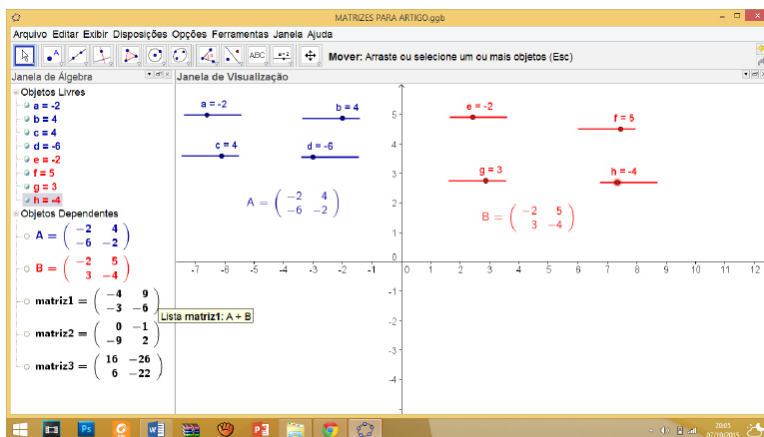 MATRIZES PARA ARTIGO.ggb
Arquivo Editar Exibir Disposições Opções Ferramentas Janela Ajuda
ABC
a=2
Mover: Arraste ou selecione um ou mais objetos (Esc)
Janela de Álgebra
Objetos Livres
a = -2
b = 4
c = 4
d = -6
e = -2
f = 5
g = 3
h = -4
Objetos Dependentes
A = ( -2 4
-6 -2 )
B = ( -2 5
3 -4 )
matriz1 = ( -4 9
-3 -6 )
Lista matriz1: A + B
matriz2 = ( 0 -1
-9 2 )
matriz3 = ( 16 -26
6 -22 )
Janela de Visualização
a = -2
b = 4
c = 4
d = -6
A = ( -2 4
-6 -2 )
e = -2
f = 5
g = 3
h = -4
B = ( -2 5
3 -4 )
5
4
3
2
1
0
-7 -6 -5 -4 -3 -2 -1 0 1 2 3 4 5 6 7 8 9 10 11 12
-1
-2
-3
-4
Ps
20:03
07/10/2015